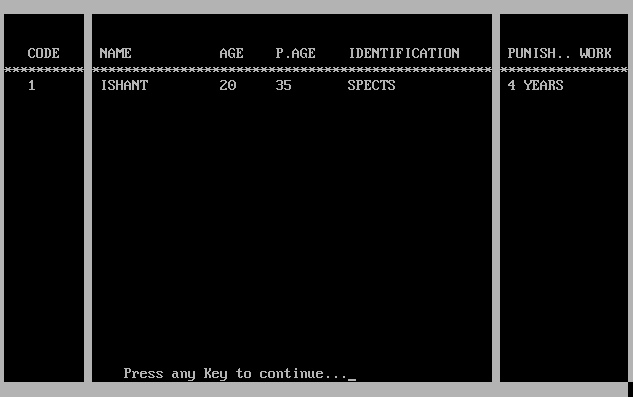 CODE NAME AGE P.AGE IDENTIFICATION PUNISH.. WORK
××××××××××  ××××××××××××××××××××××××××××××××××××××××××××××××××  ××××××××××××××××
1 ISHANT 20 35 SPECTS 4 YEARS
Press any Key to continue..._